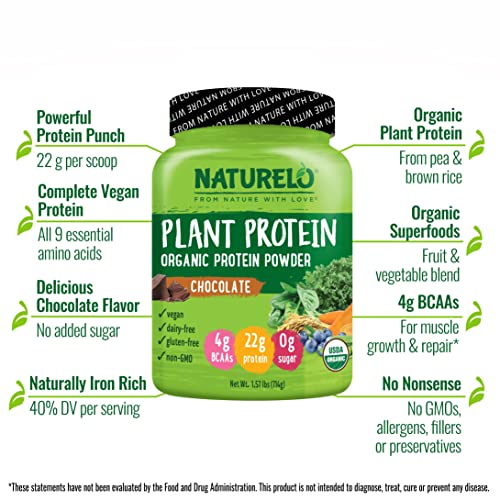 Powerful
Protein Punch
22 g per scoop
Complete Vegan
Protein
All 9 essential
amino acids
Delicious
Chocolate Flavor
No added sugar
Naturally Iron Rich
40% DV per serving
FROM NATURE WITH LOVE
NATURELO®
FROM NATURE WITH LOVE®
PLANT PROTEIN
ORGANIC PROTEIN POWDER
CHOCOLATE
✓ vegan
✓ dairy-free
✓ gluten-free
✓ non-GMO
4g
BCAAs
22g
protein
0g
sugar
USDA
ORGANIC
Net Wt. 1.57 lbs (714g)
Organic
Plant Protein
From pea &
brown rice
Organic
Superfoods
Fruit &
vegetable blend
4g BCAAs
For muscle
growth & repair*
No Nonsense
No GMOs,
allergens, fillers
or preservatives
*These statements have not been evaluated by the Food and Drug Administration. This product is not intended to diagnose, treat, cure or prevent any disease.